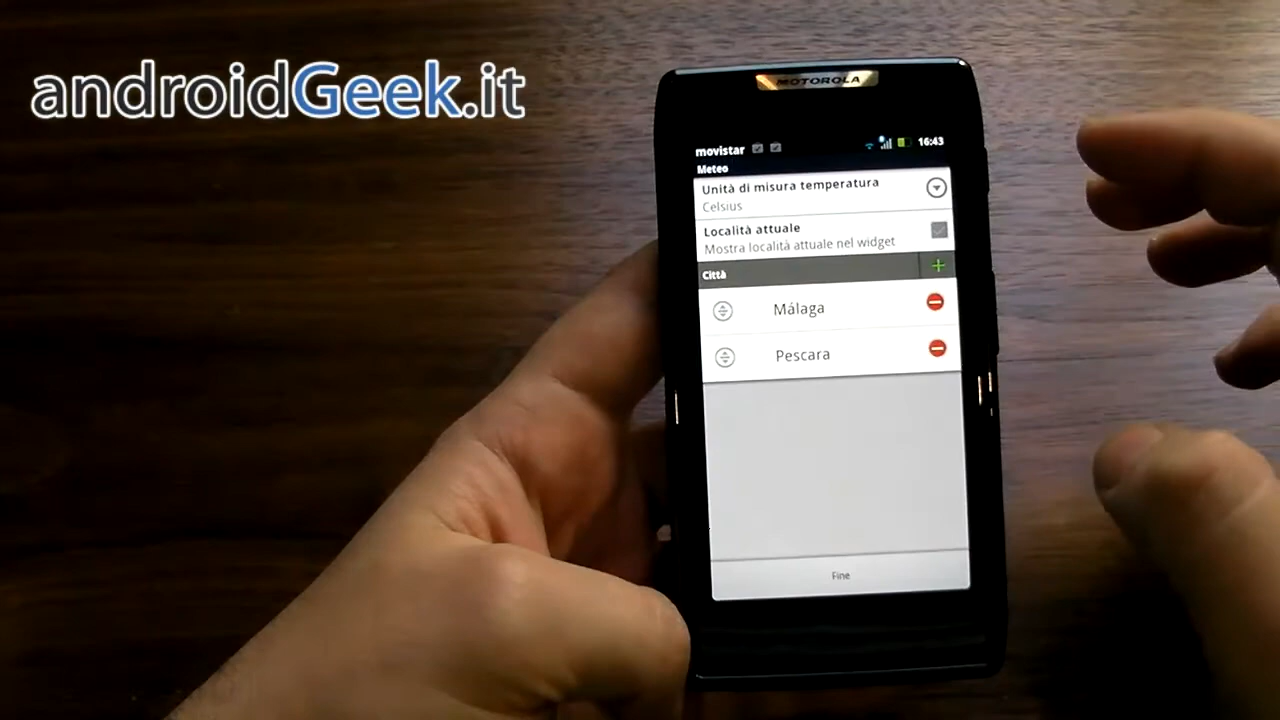 androidGeek.it
MOTOROLA
movistar 16:43
Meteo
Unità di misura temperatura
Celsius
Località attuale
Mostra località attuale nel widget
Città
Málaga
Pescara
Fine